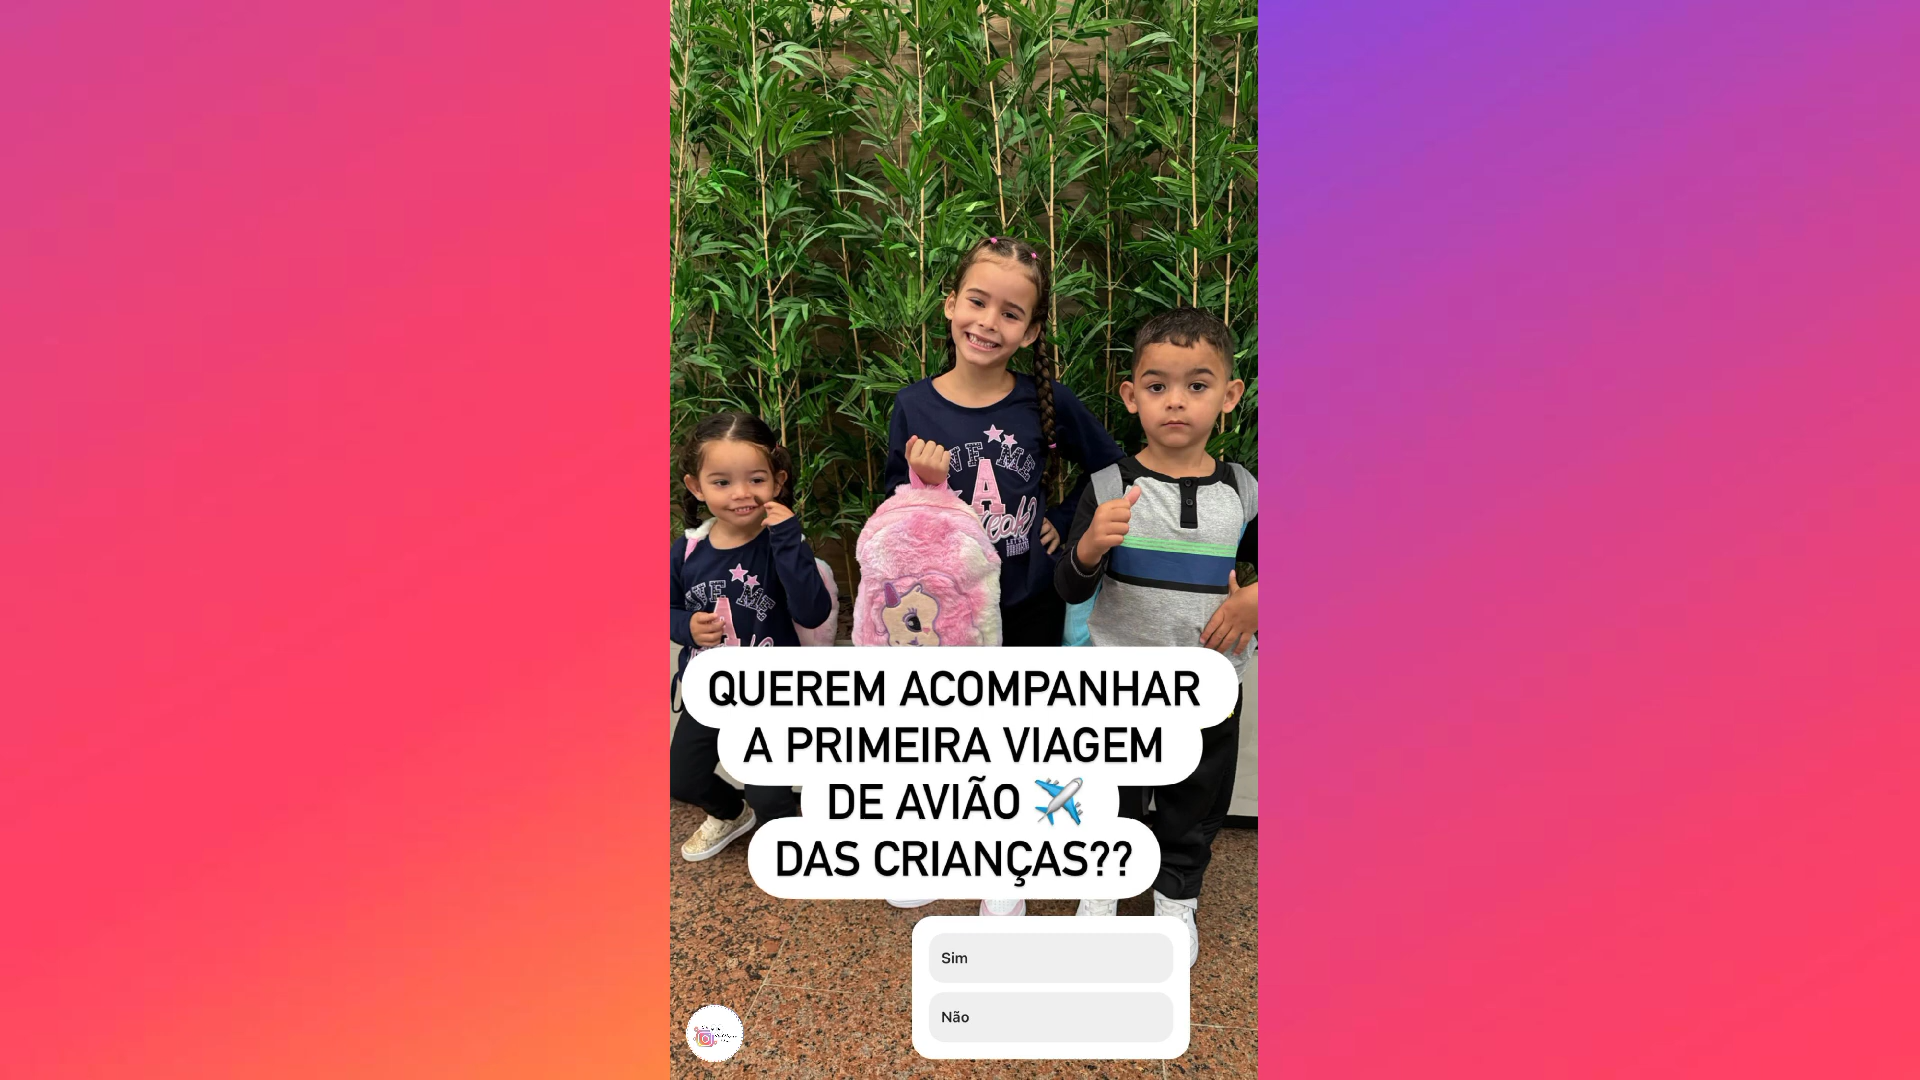 QUEREM ACOMPANHAR
A PRIMEIRA VIAGEM
DE AVIÃO ✈️
DAS CRIANÇAS??
Sim
Não